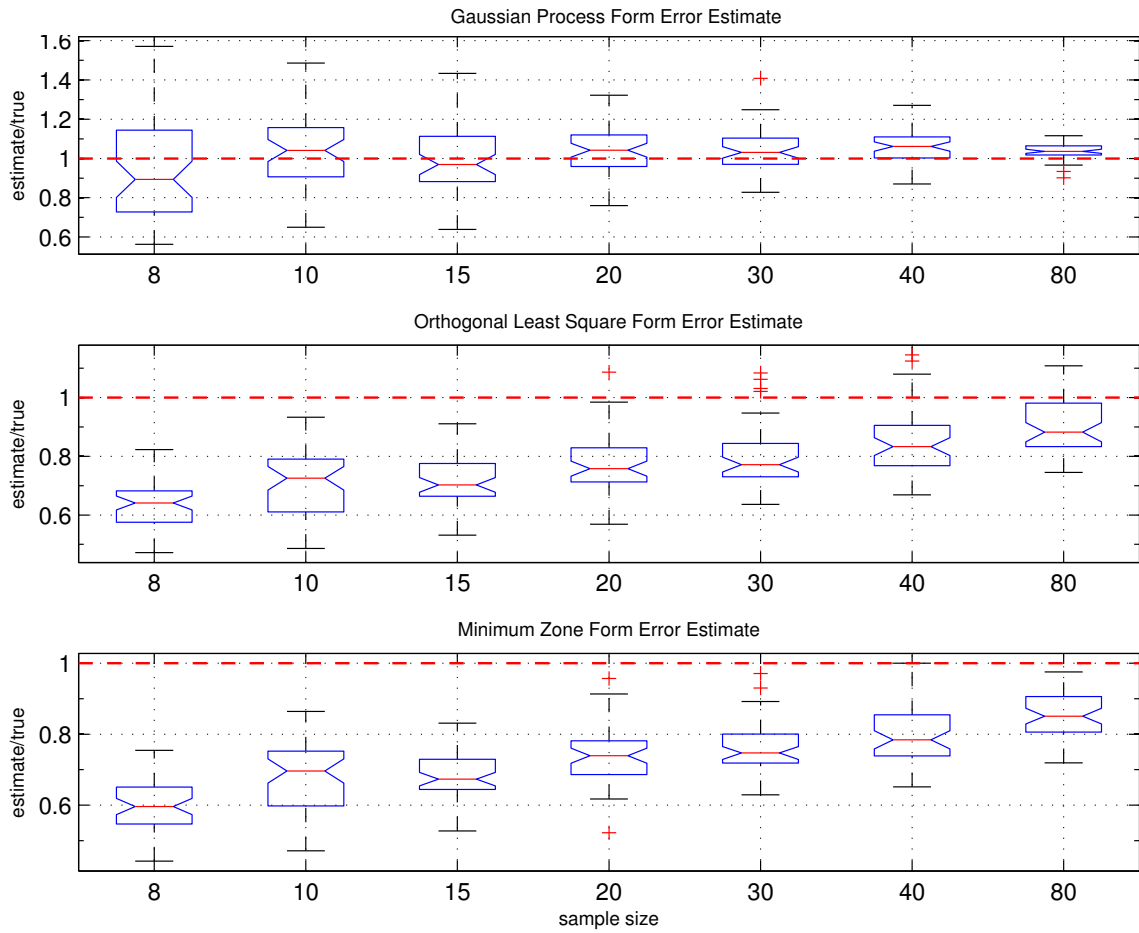 Gaussian Process Form Error Estimate
1.6
1.4
1.2
1
0.8
0.6
estimate/true
8 10 15 20 30 40 80
Orthogonal Least Square Form Error Estimate
1
0.8
0.6
estimate/true
8 10 15 20 30 40 80
Minimum Zone Form Error Estimate
1
0.8
0.6
estimate/true
8 10 15 20 30 40 80
sample size